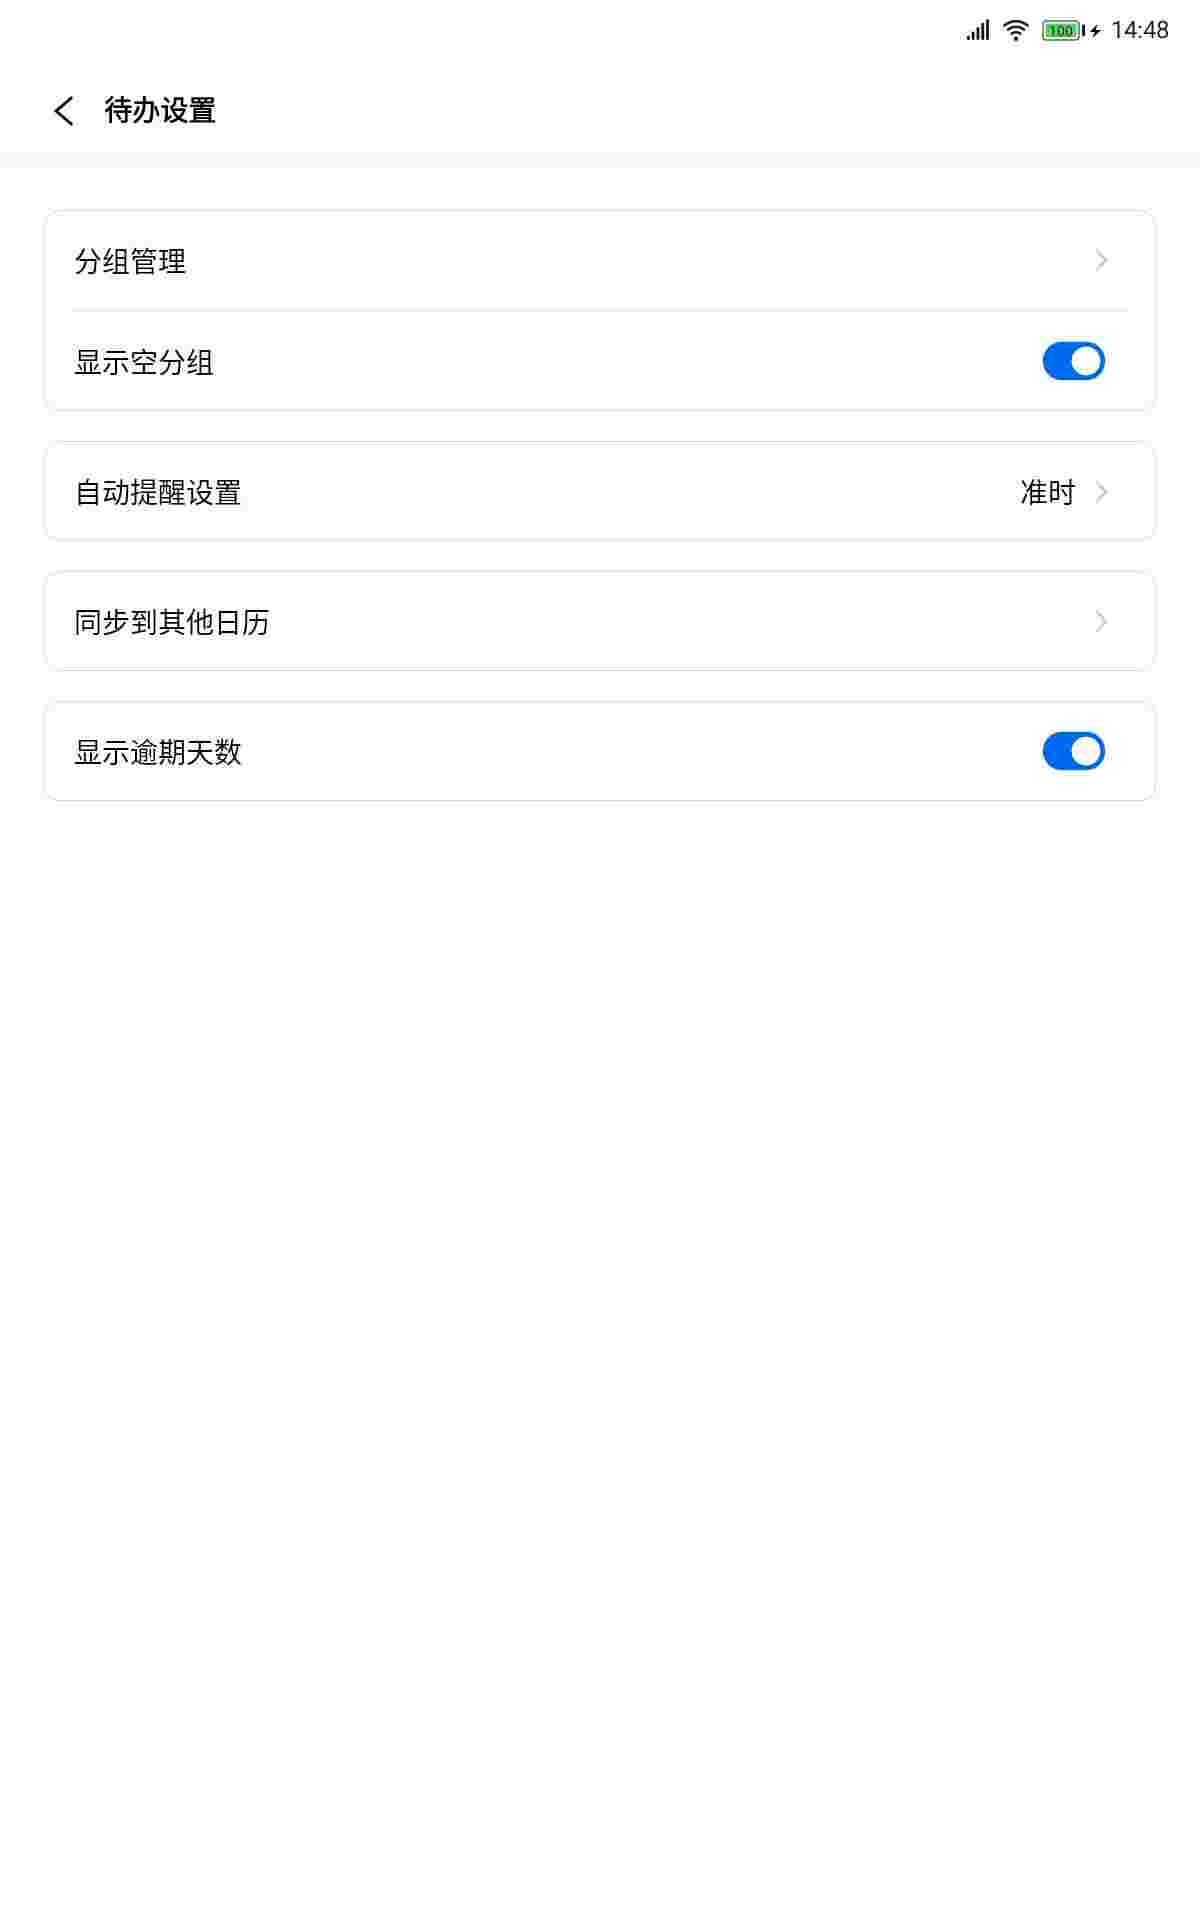 100 14:48
待办设置
分组管理
显示空分组
自动提醒设置 准时
同步到其他日历
显示逾期天数